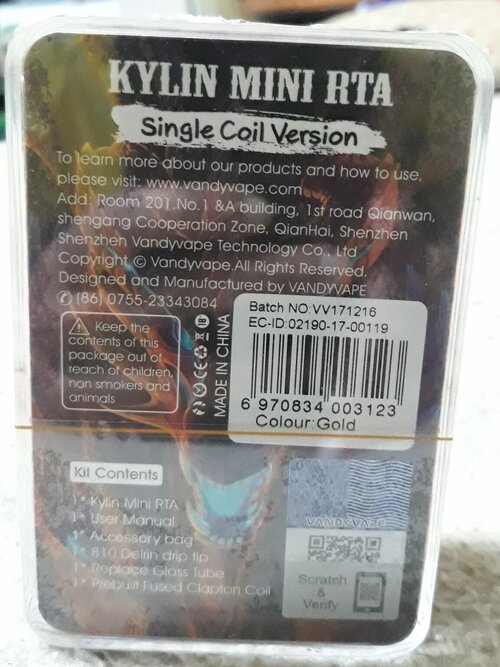 KYLIN MINI RTA
Single Coil Version
To learn more about our products and how to use,
please visit: www.vandyvape.com
Add: Room 201.No.1 &A building, 1st road Qianwan,
shengang Cooperation Zone, QianHai, Shenzhen
Shenzhen Vandyvape Technology Co., Ltd
Copyright © Vandyvape.All Rights Reserved.
Designed and Manufactured by VANDYVAPE
(86) 0755-23343084
Keep the
contents of this
package out of
reach of children,
non smokers and
animals
MADE IN CHINA
Batch NO:VV171216
EC-ID:02190-17-00119
6 970834 003123
Colour:Gold
Kit Contents
1* Kylin Mini RTA
1* User Manual
1* Accessory bag
1* 810 Delrin drip tip
1* Replace Glass Tube
1* Prebuilt Fused Clapton Coil
VANDYVAPE
Scratch
&
Verify